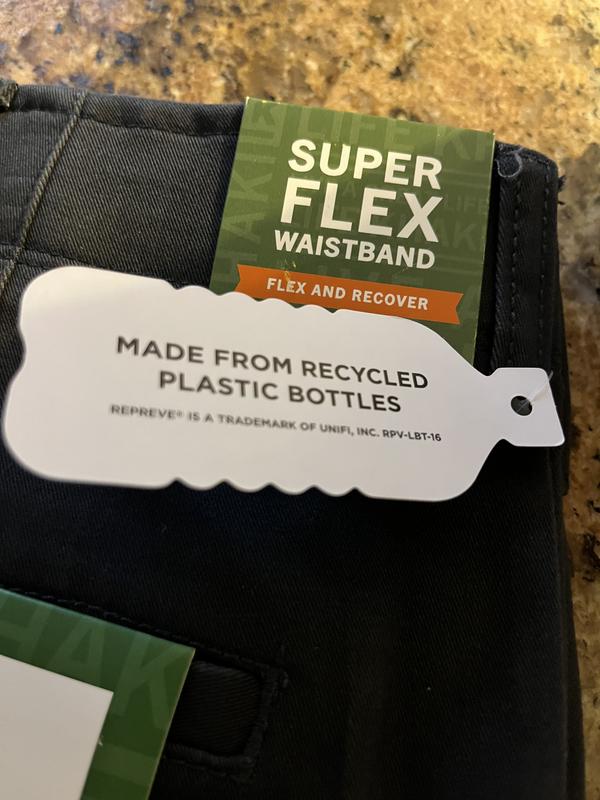 SUPER
FLEX
WAISTBAND
FLEX AND RECOVER
MADE FROM RECYCLED
PLASTIC BOTTLES
REPREVE® IS A TRADEMARK OF UNIFI, INC. RPV-LBT-16